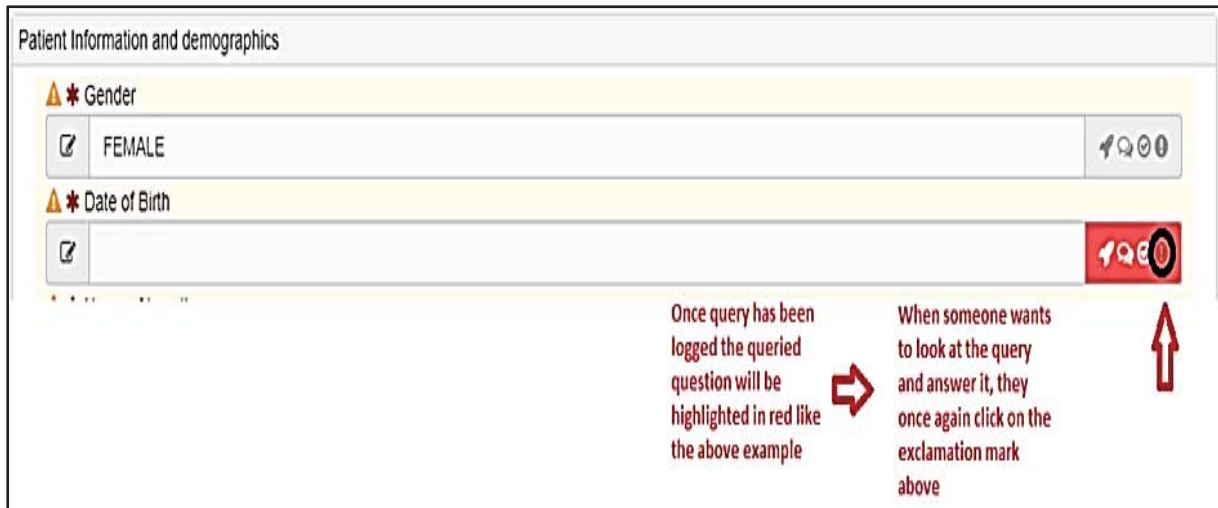 Patient Information and demographics
✱ Gender
FEMALE
✱ Date of Birth
Once query has been
logged the queried
question will be
highlighted in red like
the above example
When someone wants
to look at the query
and answer it, they
once again click on the
exclamation mark
above